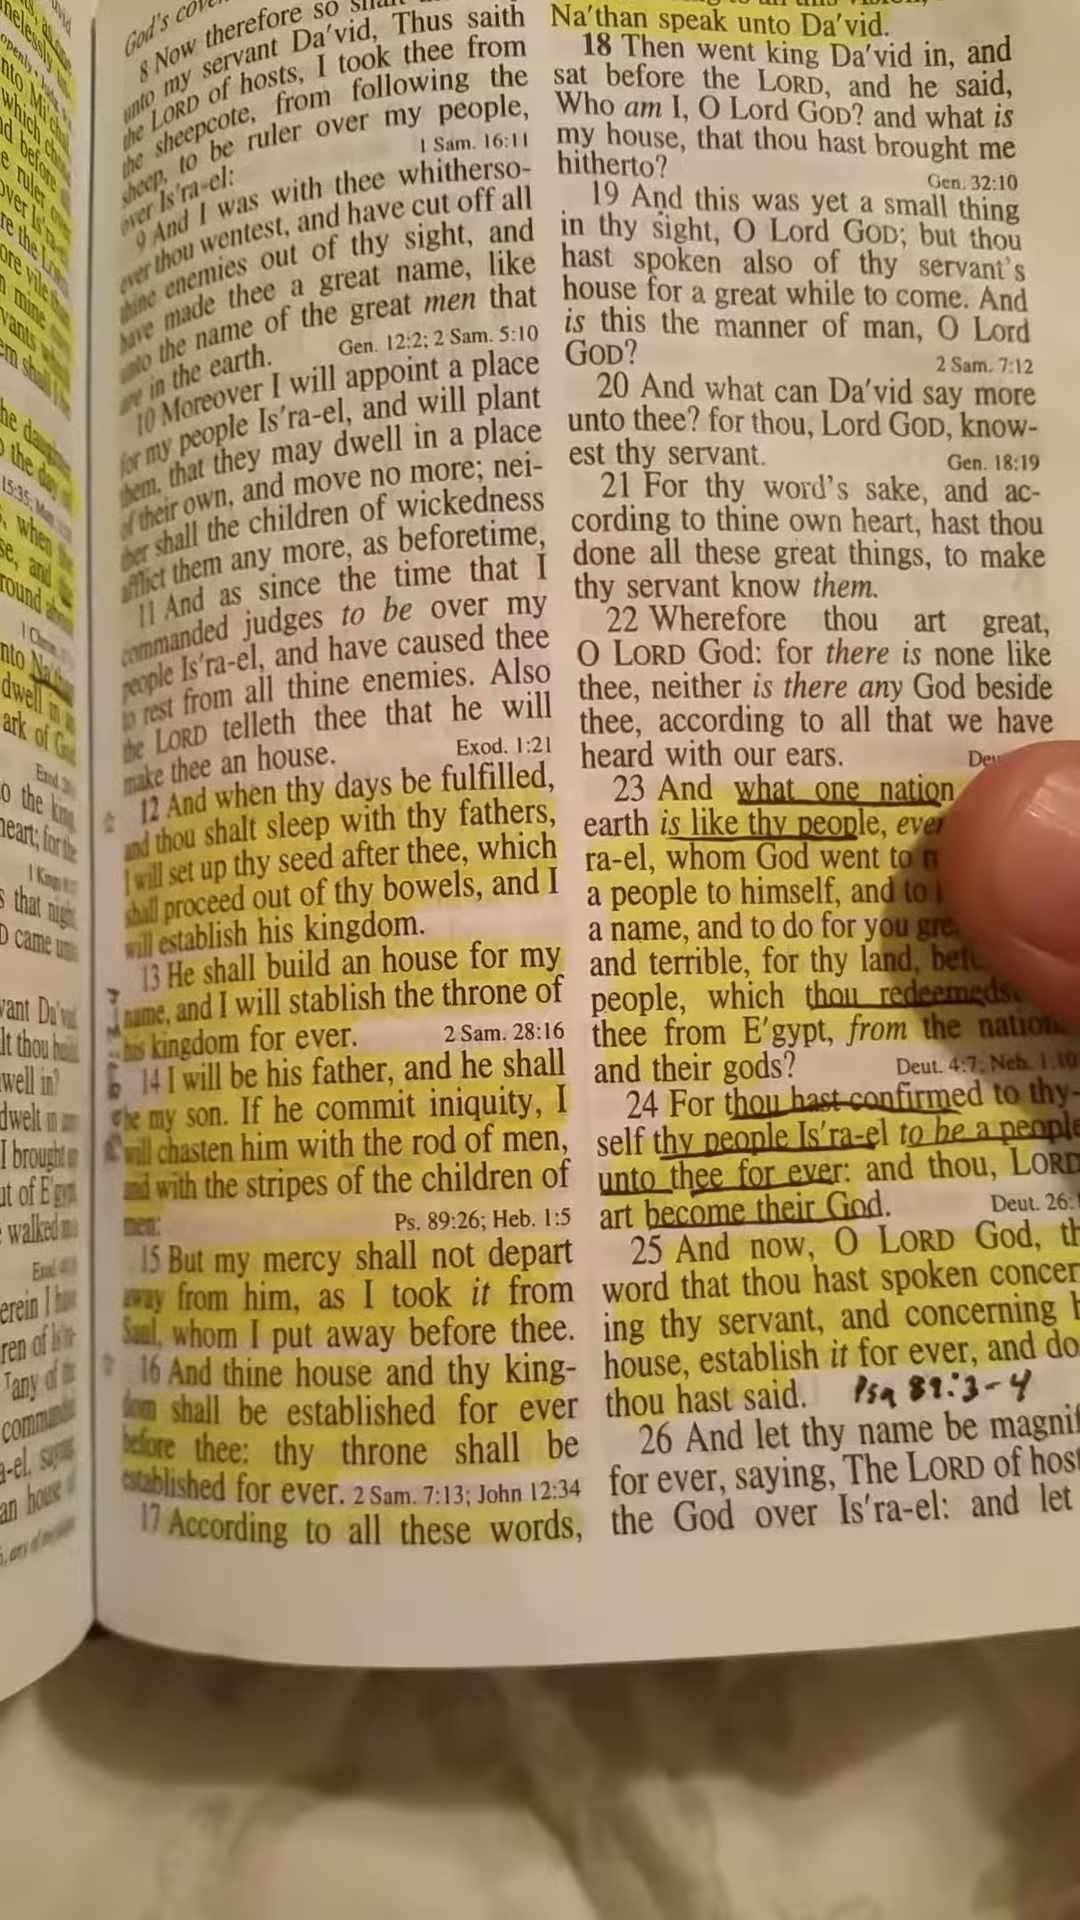 God's cove
8 Now therefore so shalt
unto my servant Da′vid, Thus saith
the LORD of hosts, I took thee from
the sheepcote, from following the
sheep, to be ruler over my people,
over Is′ra-el:
1 Sam. 16:11
9 And I was with thee whitherso-
ever thou wentest, and have cut off all
thine enemies out of thy sight, and
have made thee a great name, like
unto the name of the great men that
are in the earth.
Gen. 12:2; 2 Sam. 5:10
10 Moreover I will appoint a place
for my people Is′ra-el, and will plant
them, that they may dwell in a place
of their own, and move no more; nei-
ther shall the children of wickedness
afflict them any more, as beforetime,
11 And as since the time that I
commanded judges to be over my
people Is′ra-el, and have caused thee
to rest from all thine enemies. Also
the LORD telleth thee that he will
make thee an house.
Exod. 1:21
12 And when thy days be fulfilled,
and thou shalt sleep with thy fathers,
I will set up thy seed after thee, which
shall proceed out of thy bowels, and I
will establish his kingdom.
13 He shall build an house for my
name, and I will stablish the throne of
his kingdom for ever.
2 Sam. 28:16
14 I will be his father, and he shall
be my son. If he commit iniquity, I
will chasten him with the rod of men,
and with the stripes of the children of
men:
Ps. 89:26; Heb. 1:5
15 But my mercy shall not depart
away from him, as I took it from
Saul, whom I put away before thee.
16 And thine house and thy king-
dom shall be established for ever
before thee: thy throne shall be
established for ever. 2 Sam. 7:13; John 12:34
17 According to all these words,
Na′than speak unto Da′vid.
18 Then went king Da′vid in, and
sat before the LORD, and he said,
Who am I, O Lord GOD? and what is
my house, that thou hast brought me
hitherto?
Gen. 32:10
19 And this was yet a small thing
in thy sight, O Lord GOD; but thou
hast spoken also of thy servant's
house for a great while to come. And
is this the manner of man, O Lord
GOD?
2 Sam. 7:12
20 And what can Da′vid say more
unto thee? for thou, Lord GOD, know-
est thy servant.
Gen. 18:19
21 For thy word's sake, and ac-
cording to thine own heart, hast thou
done all these great things, to make
thy servant know them.
22 Wherefore thou art great,
O LORD God: for there is none like
thee, neither is there any God beside
thee, according to all that we have
heard with our ears.
23 And what one nation
earth is like thy people,
ra-el, whom God went to
a people to himself, and to
a name, and to do for you
and terrible, for thy land,
people, which thou redeemeds
thee from E′gypt, from the nation
and their gods?
Deut. 4:7; Neh. 1:10
24 For thou hast confirmed to thy-
self thy people Is′ra-el to be a people
unto thee for ever: and thou, LORD
art become their God.
Deut. 26:
25 And now, O LORD God, th
word that thou hast spoken concer
ing thy servant, and concerning h
house, establish it for ever, and do
thou hast said.
Psa 89:3-4
26 And let thy name be magnif
for ever, saying, The LORD of host
the God over Is′ra-el: and let